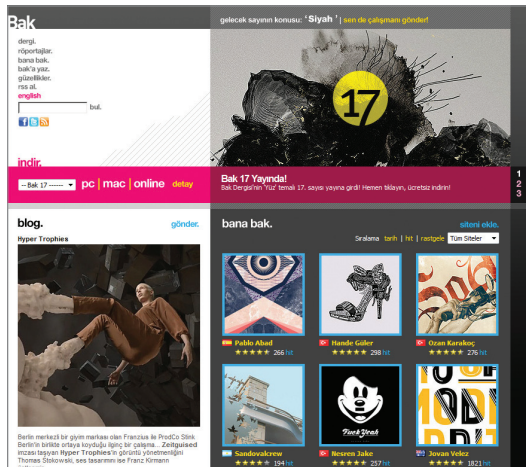 Bak
gelecek sayının konusu: 'Siyah' | sen de çalışmanı gönder!
dergi.
röportajlar.
bana bak.
bak'a yaz.
güzellikler.
rss al.
english
bul.
17
indir.
-- Bak 17 ------
pc | mac | online detay
Bak 17 Yayında!
Bak Dergisi'nin 'Yüz' temalı 17. sayısı yayına girdi! Hemen tıklayın, ücretsiz indirin!
1
2
3
blog.
gönder.
Hyper Trophies
Berlin merkezli bir giyim markası olan Franzius ile ProdCo Stink
Berlin'in birlikte ortaya koyduğu ilginç bir çalışma... Zeitguised
imzası taşıyan Hyper Trophies'in görüntü yönetmenliğini
Thomas Stokowski, ses tasarımını ise Franz Kirmann
bana bak.
siteni ekle.
Sıralama tarih | hit | rastgele Tüm Siteler
Pablo Abad
266 hit
Hande Güler
298 hit
Ozan Karakoç
276 hit
Fuck Yeah
Sandovalcrew
194 hit
Nesren Jake
257 hit
Jovan Velez
1821 hit